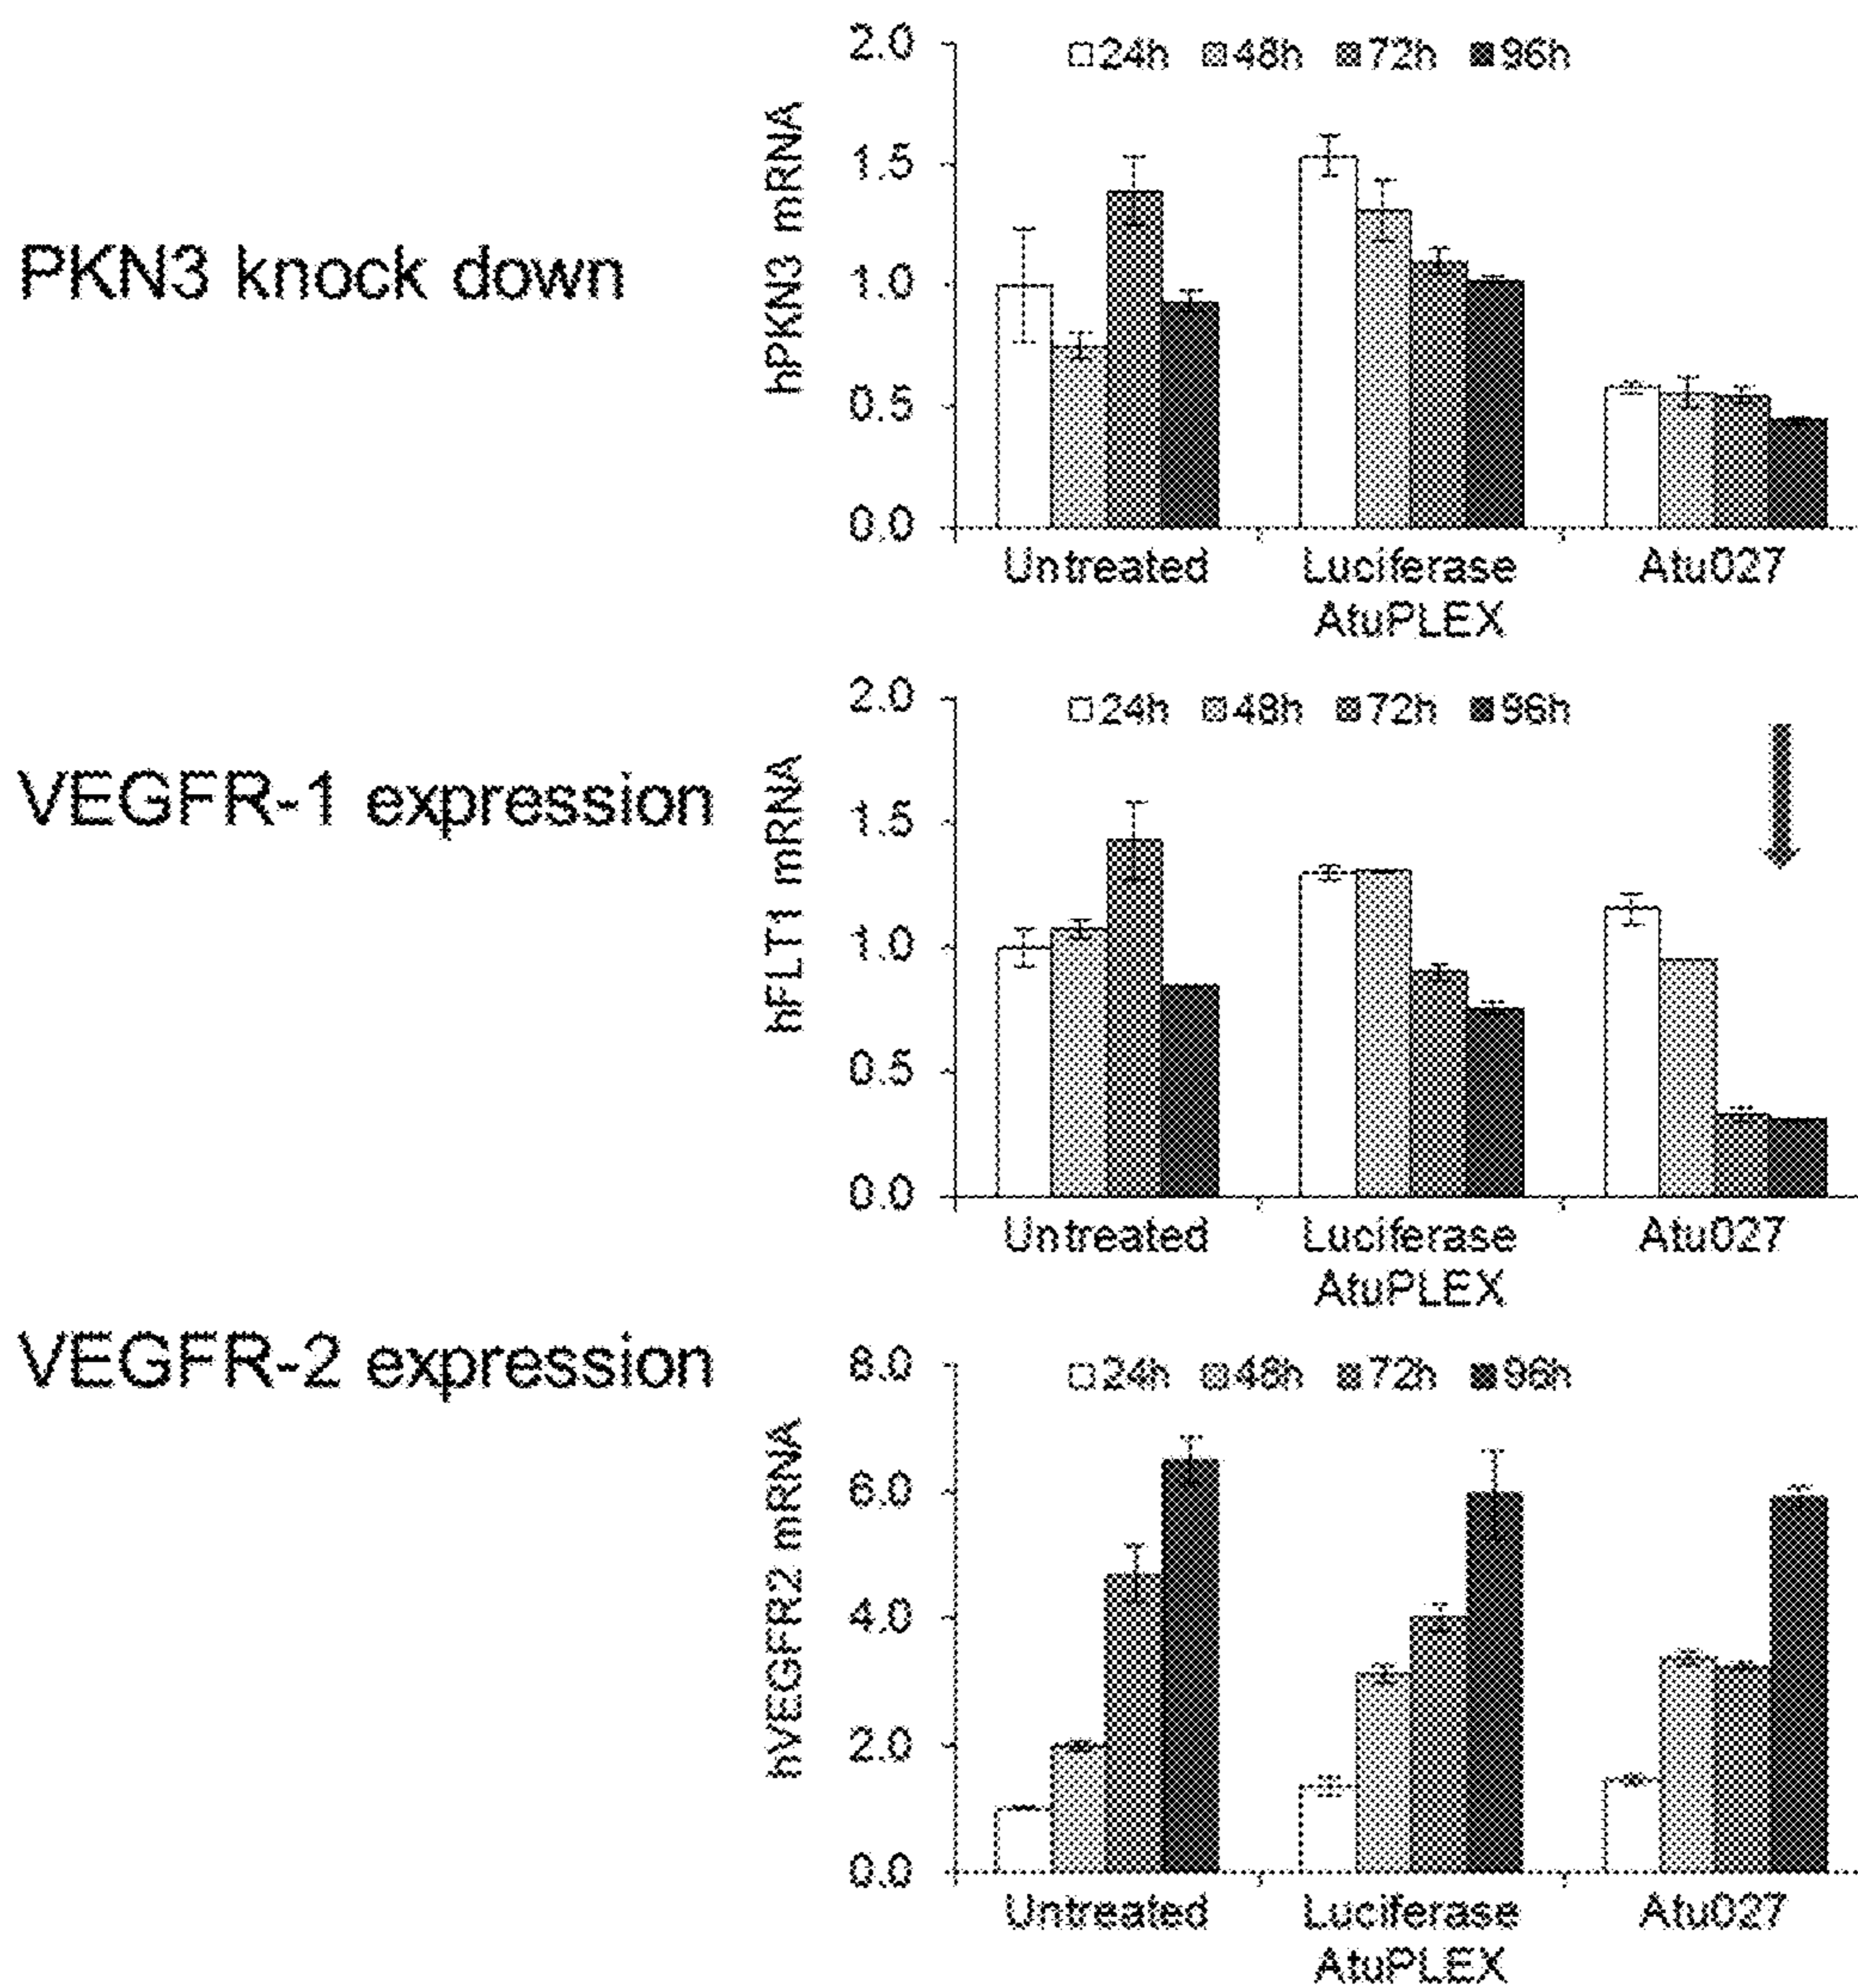 PKN3 knock down
hPKN3 mRNA
24h 48h 72h 96h
2.0
1.5
1.0
0.5
0.0
Untreated Luciferase Atu027
AtuPLEX
VEGFR-1 expression
hFLT1 mRNA
24h 48h 72h 96h
2.0
1.5
1.0
0.5
0.0
Untreated Luciferase Atu027
AtuPLEX
VEGFR-2 expression
hVEGFR2 mRNA
24h 48h 72h 96h
8.0
6.0
4.0
2.0
0.0
Untreated Luciferase Atu027
AtuPLEX